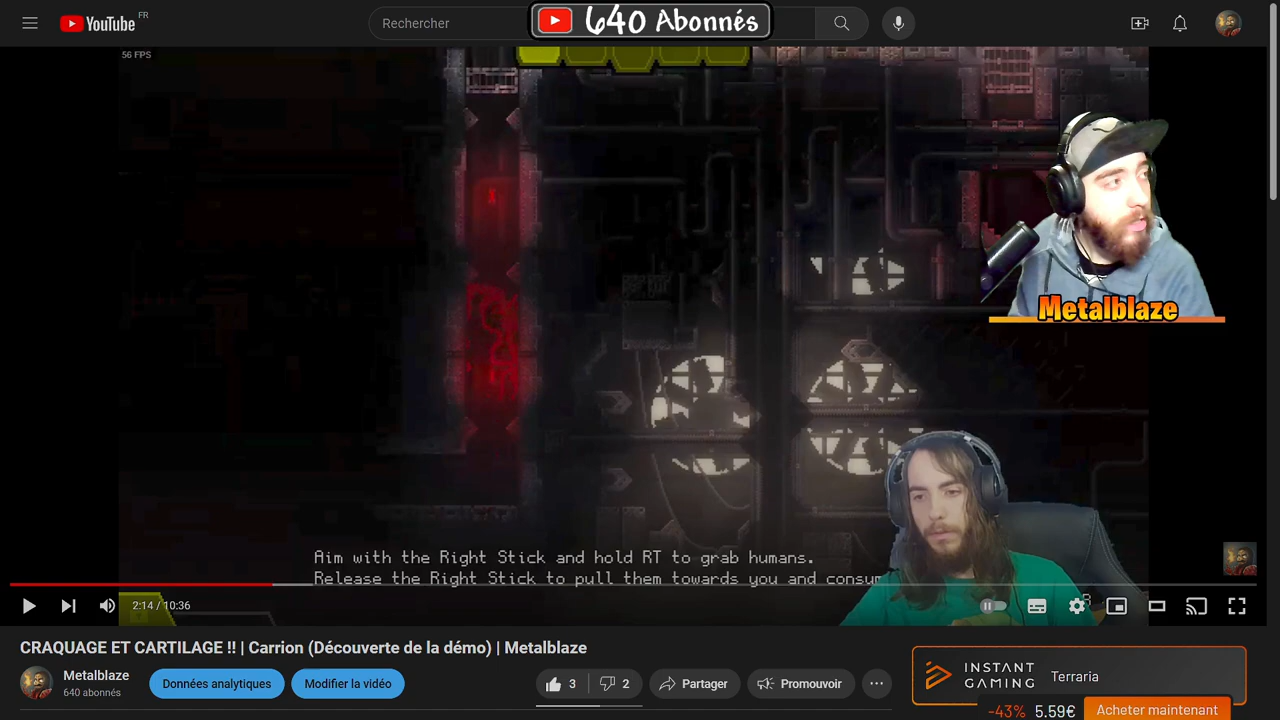 YouTube FR
Rechercher
640 Abonnés
56 FPS
Metalblaze
Aim with the Right Stick and hold RT to grab humans.
Release the Right Stick to pull them towards you and consu
2:14 / 10:36
CRAQUAGE ET CARTILAGE !! | Carrion (Découverte de la démo) | Metalblaze
Metalblaze
640 abonnés
Données analytiques
Modifier la vidéo
3
2
Partager
Promouvoir
INSTANT
GAMING
Terraria
-43% 5.59€ Acheter maintenant